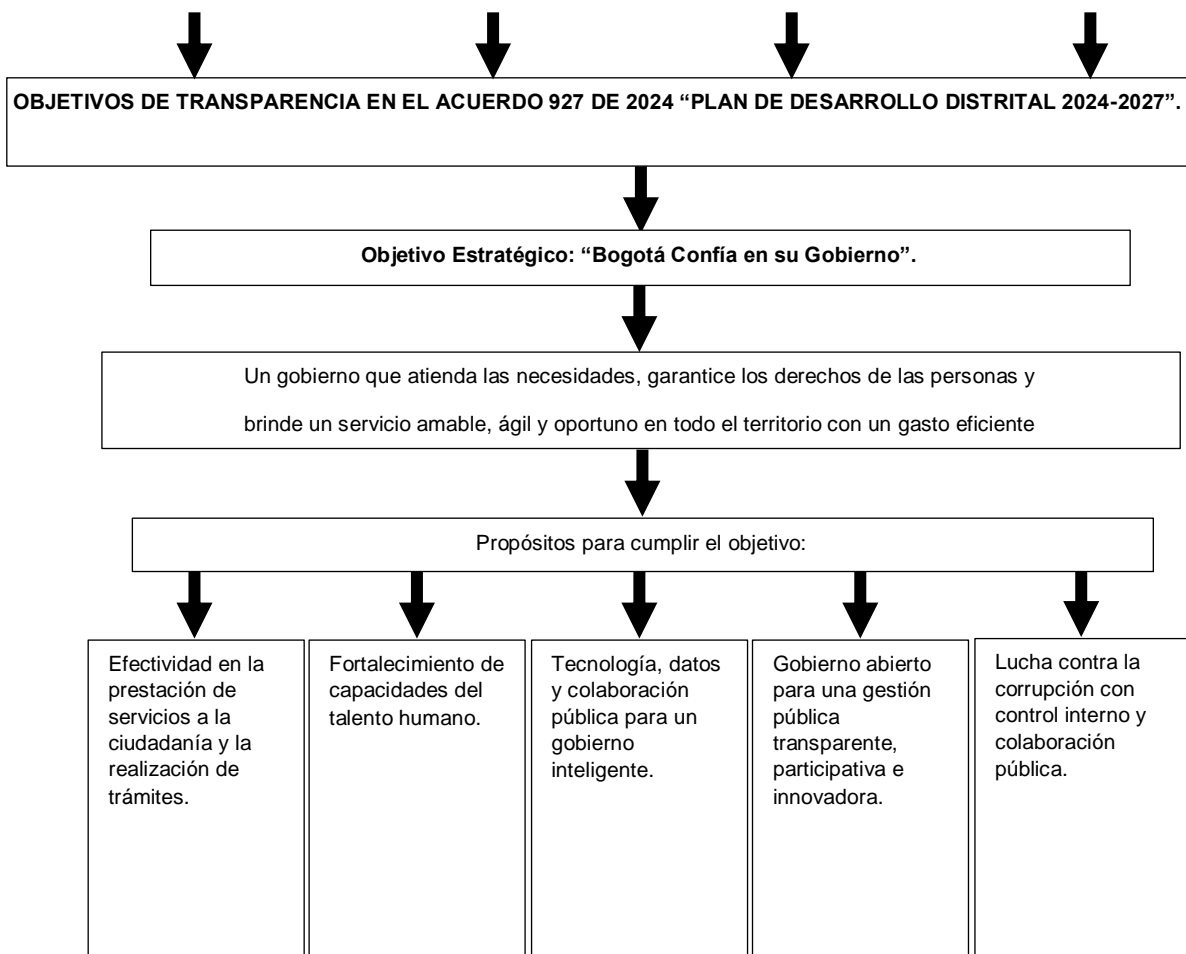 OBJETIVOS DE TRANSPARENCIA EN EL ACUERDO 927 DE 2024 “PLAN DE DESARROLLO DISTRITAL 2024-2027”.
Objetivo Estratégico: “Bogotá Confía en su Gobierno”.
Un gobierno que atienda las necesidades, garantice los derechos de las personas y
brinde un servicio amable, ágil y oportuno en todo el territorio con un gasto eficiente
Propósitos para cumplir el objetivo:
Efectividad en la
prestación de
servicios a la
ciudadanía y la
realización de
trámites.
Fortalecimiento de
capacidades del
talento humano.
Tecnología, datos
y colaboración
pública para un
gobierno
inteligente.
Gobierno abierto
para una gestión
pública
transparente,
participativa e
innovadora.
Lucha contra la
corrupción con
control interno y
colaboración
pública.